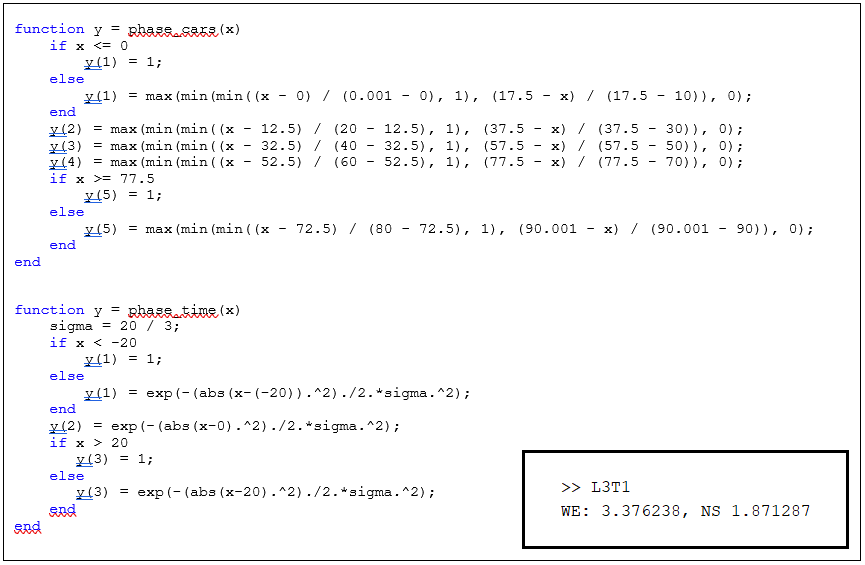 function y = phase_cars(x)
    if x <= 0
        y(1) = 1;
    else
        y(1) = max(min(min((x - 0) / (0.001 - 0), 1), (17.5 - x) / (17.5 - 10)), 0);
    end
    y(2) = max(min(min((x - 12.5) / (20 - 12.5), 1), (37.5 - x) / (37.5 - 30)), 0);
    y(3) = max(min(min((x - 32.5) / (40 - 32.5), 1), (57.5 - x) / (57.5 - 50)), 0);
    y(4) = max(min(min((x - 52.5) / (60 - 52.5), 1), (77.5 - x) / (77.5 - 70)), 0);
    if x >= 77.5
        y(5) = 1;
    else
        y(5) = max(min(min((x - 72.5) / (80 - 72.5), 1), (90.001 - x) / (90.001 - 90)), 0);
    end
end
function y = phase_time(x)
    sigma = 20 / 3;
    if x < -20
        y(1) = 1;
    else
        y(1) = exp(-(abs(x-(-20)).^2)./2.*sigma.^2);
    end
    y(2) = exp(-(abs(x-0).^2)./2.*sigma.^2);
    if x > 20
       y(3) = 1;
    else
       y(3) = exp(-(abs(x-20).^2)./2.*sigma.^2);
    end
end
>> L3T1
WE: 3.376238, NS 1.871287